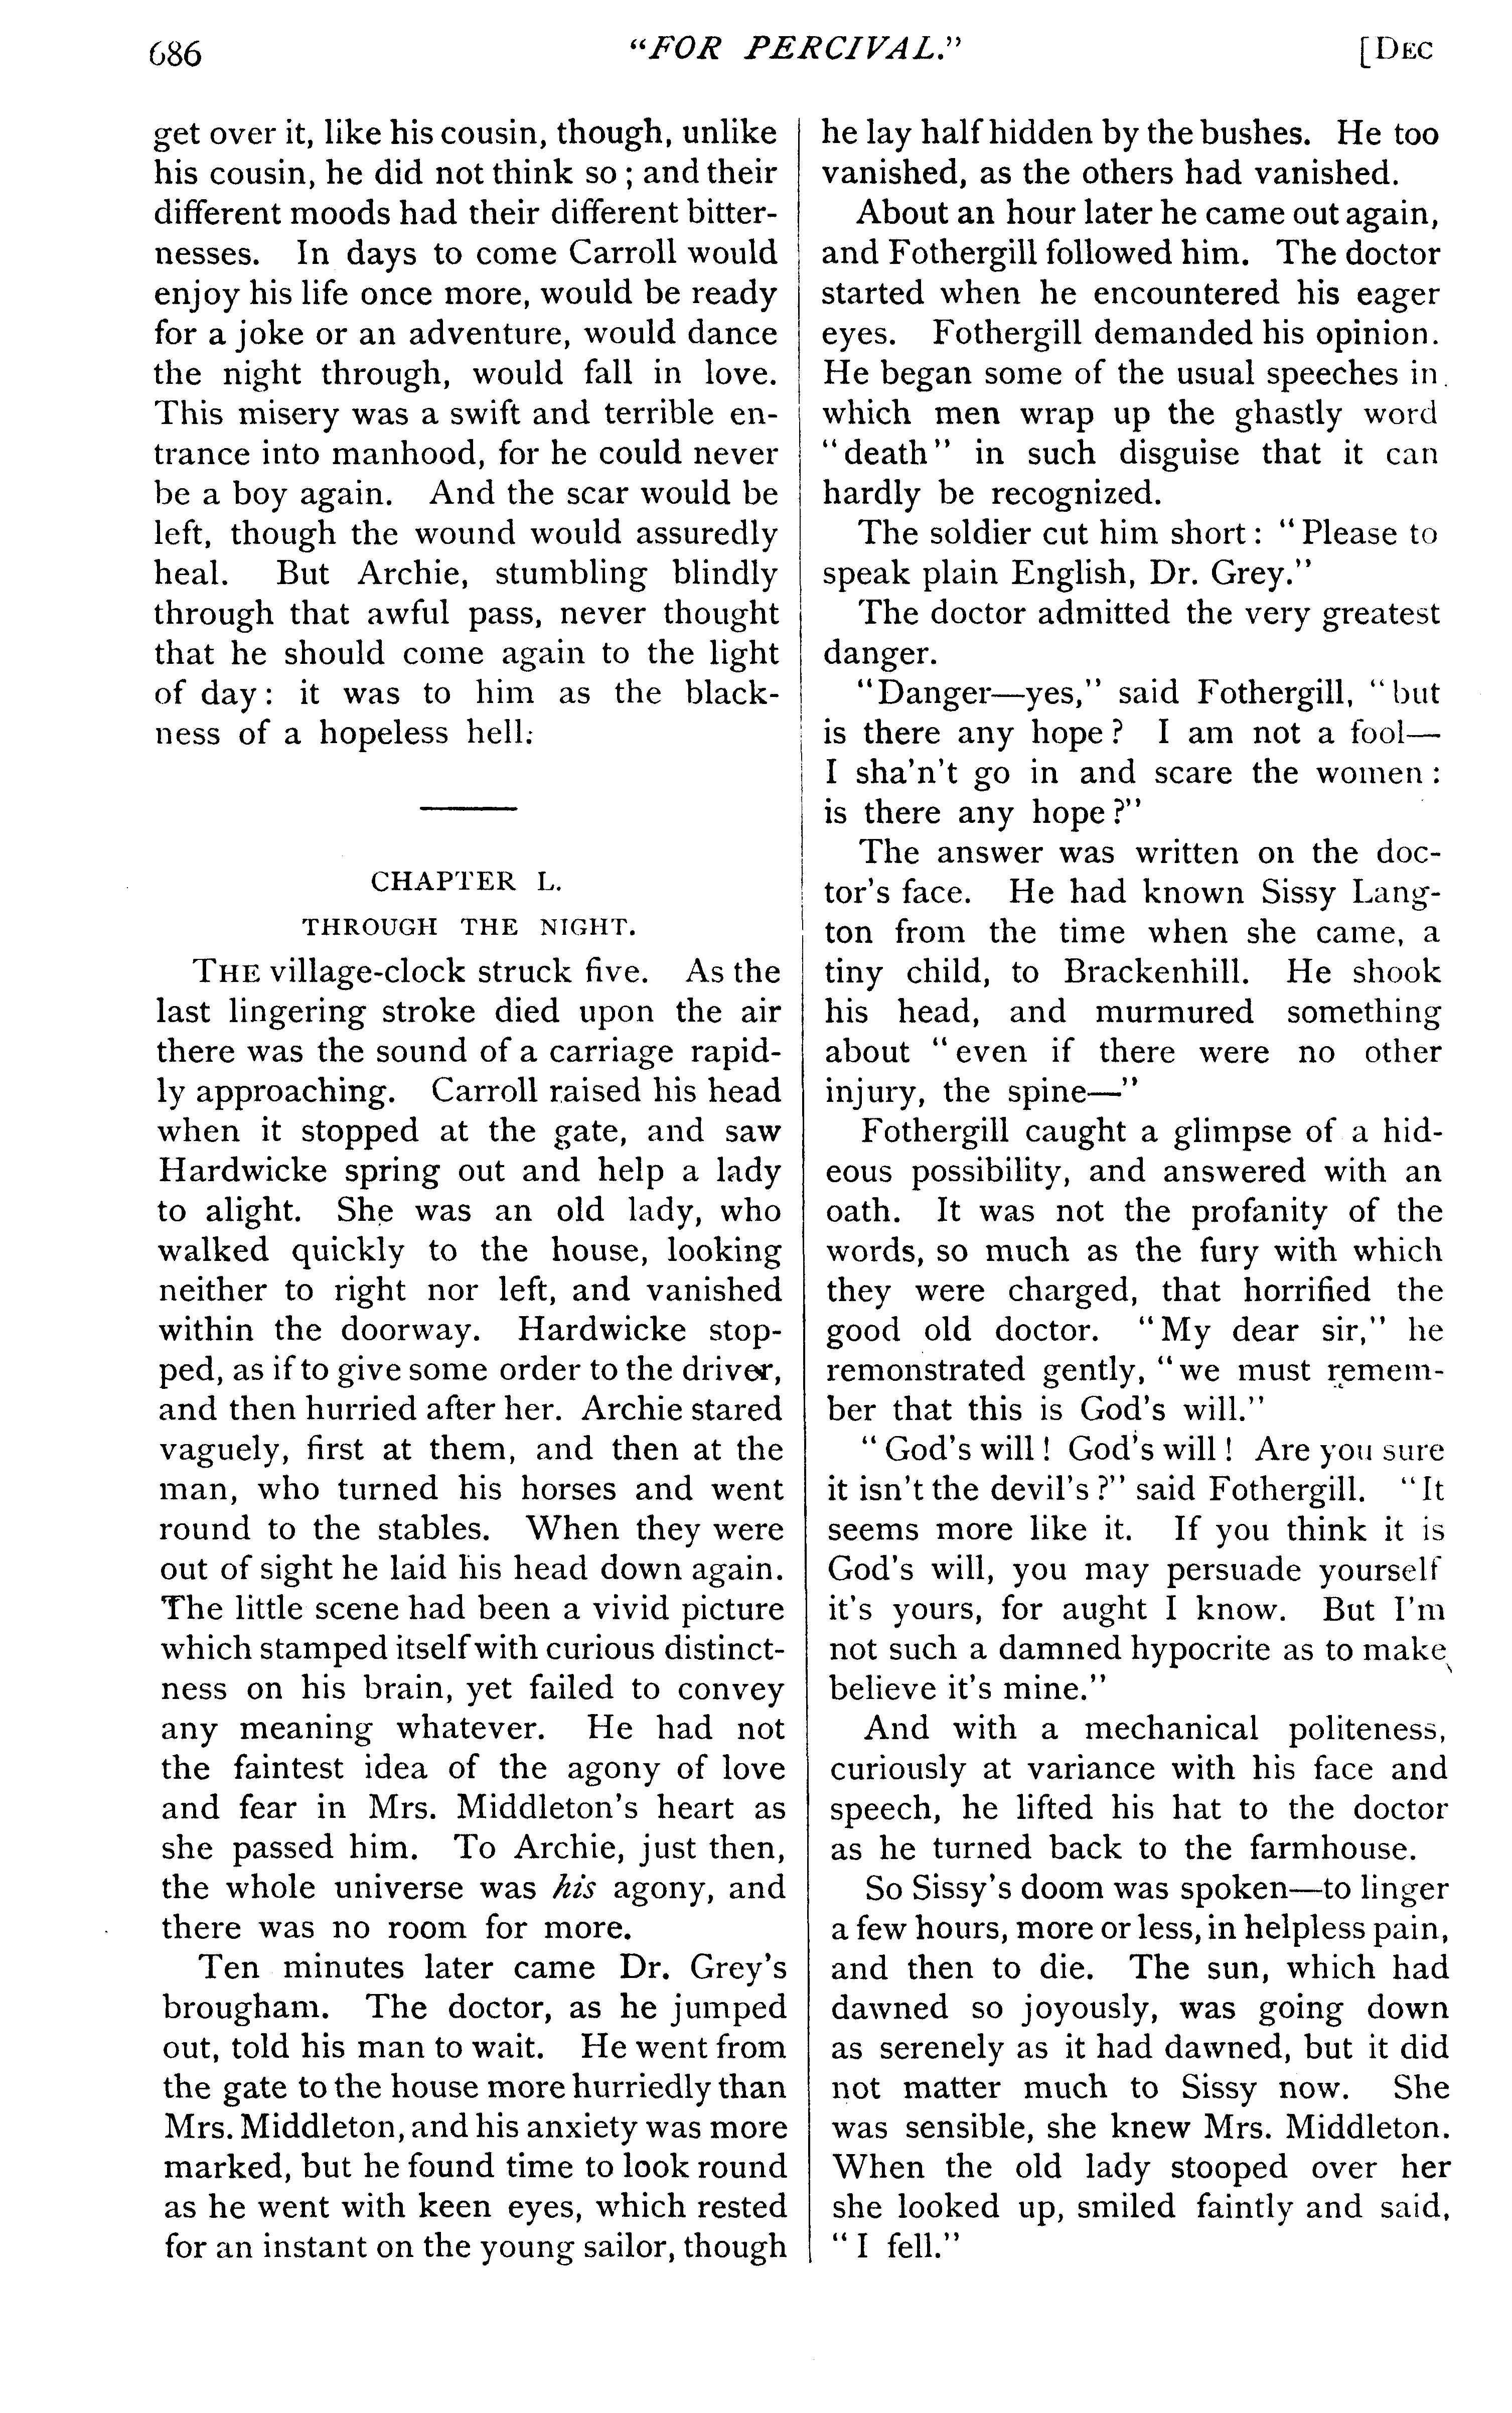 686 "FOR PERCIVAL." [DEC
get over it, like his cousin, though, unlike
his cousin, he did not think so; and their
different moods had their different bitter-
nesses. In days to come Carroll would
enjoy his life once more, would be ready
for a joke or an adventure, would dance
the night through, would fall in love.
This misery was a swift and terrible en-
trance into manhood, for he could never
be a boy again. And the scar would be
left, though the wound would assuredly
heal. But Archie, stumbling blindly
through that awful pass, never thought
that he should come again to the light
of day: it was to him as the black-
ness of a hopeless hell.
CHAPTER L.
THROUGH THE NIGHT.
THE village-clock struck five. As the
last lingering stroke died upon the air
there was the sound of a carriage rapid-
ly approaching. Carroll raised his head
when it stopped at the gate, and saw
Hardwicke spring out and help a lady
to alight. She was an old lady, who
walked quickly to the house, looking
neither to right nor left, and vanished
within the doorway. Hardwicke stop-
ped, as if to give some order to the driver,
and then hurried after her. Archie stared
vaguely, first at them, and then at the
man, who turned his horses and went
round to the stables. When they were
out of sight he laid his head down again.
The little scene had been a vivid picture
which stamped itself with curious distinct-
ness on his brain, yet failed to convey
any meaning whatever. He had not
the faintest idea of the agony of love
and fear in Mrs. Middleton's heart as
she passed him. To Archie, just then,
the whole universe was his agony, and
there was no room for more.
Ten minutes later came Dr. Grey's
brougham. The doctor, as he jumped
out, told his man to wait. He went from
the gate to the house more hurriedly than
Mrs. Middleton, and his anxiety was more
marked, but he found time to look round
as he went with keen eyes, which rested
for an instant on the young sailor, though
he lay half hidden by the bushes. He too
vanished, as the others had vanished.
About an hour later he came out again,
and Fothergill followed him. The doctor
started when he encountered his eager
eyes. Fothergill demanded his opinion.
He began some of the usual speeches in
which men wrap up the ghastly word
"death" in such disguise that it can
hardly be recognized.
The soldier cut him short: "Please to
speak plain English, Dr. Grey."
The doctor admitted the very greatest
danger.
"Danger—yes," said Fothergill, "but
is there any hope? I am not a fool—
I sha'n't go in and scare the women:
is there any hope?"
The answer was written on the doc-
tor's face. He had known Sissy Lang-
ton from the time when she came, a
tiny child, to Brackenhill. He shook
his head, and murmured something
about "even if there were no other
injury, the spine—"
Fothergill caught a glimpse of a hid-
eous possibility, and answered with an
oath. It was not the profanity of the
words, so much as the fury with which
they were charged, that horrified the
good old doctor. "My dear sir," he
remonstrated gently, "we must remem-
ber that this is God's will."
"God's will! God's will! Are you sure
it isn't the devil's?" said Fothergill. "It
seems more like it. If you think it is
God's will, you may persuade yourself
it's yours, for aught I know. But I'm
not such a damned hypocrite as to make
believe it's mine."
And with a mechanical politeness,
curiously at variance with his face and
speech, he lifted his hat to the doctor
as he turned back to the farmhouse.
So Sissy's doom was spoken—to linger
a few hours, more or less, in helpless pain,
and then to die. The sun, which had
dawned so joyously, was going down
as serenely as it had dawned, but it did
not matter much to Sissy now. She
was sensible, she knew Mrs. Middleton.
When the old lady stooped over her
she looked up, smiled faintly and said,
"I fell."